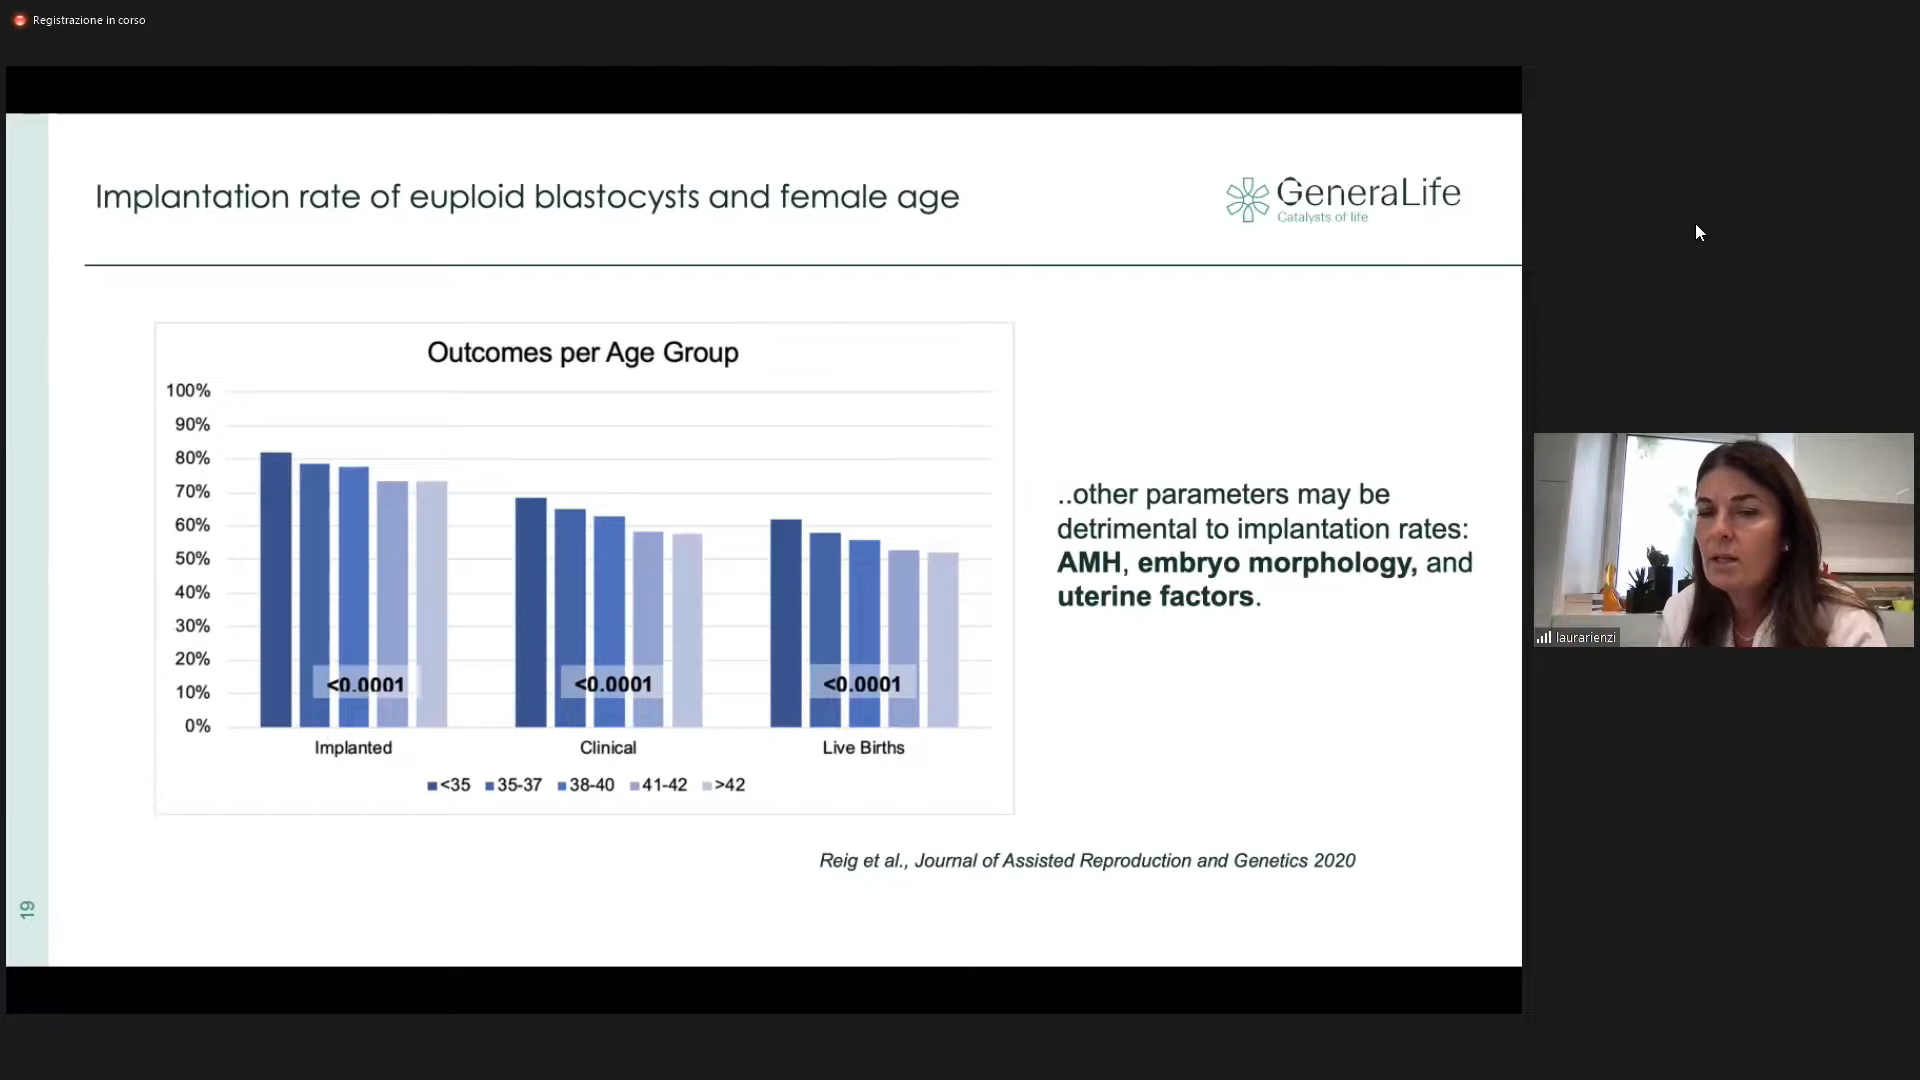 Registrazione in corso
Implantation rate of euploid blastocysts and female age
GeneraLife
Catalysts of life
Outcomes per Age Group
100%
90%
80%
70%
60%
50%
40%
30%
20%
10%
0%
<0.0001 <0.0001 <0.0001
Implanted Clinical Live Births
<35 35-37 38-40 41-42 >42
..other parameters may be
detrimental to implantation rates:
AMH, embryo morphology, and
uterine factors.
Reig et al., Journal of Assisted Reproduction and Genetics 2020
19
laurarienzi